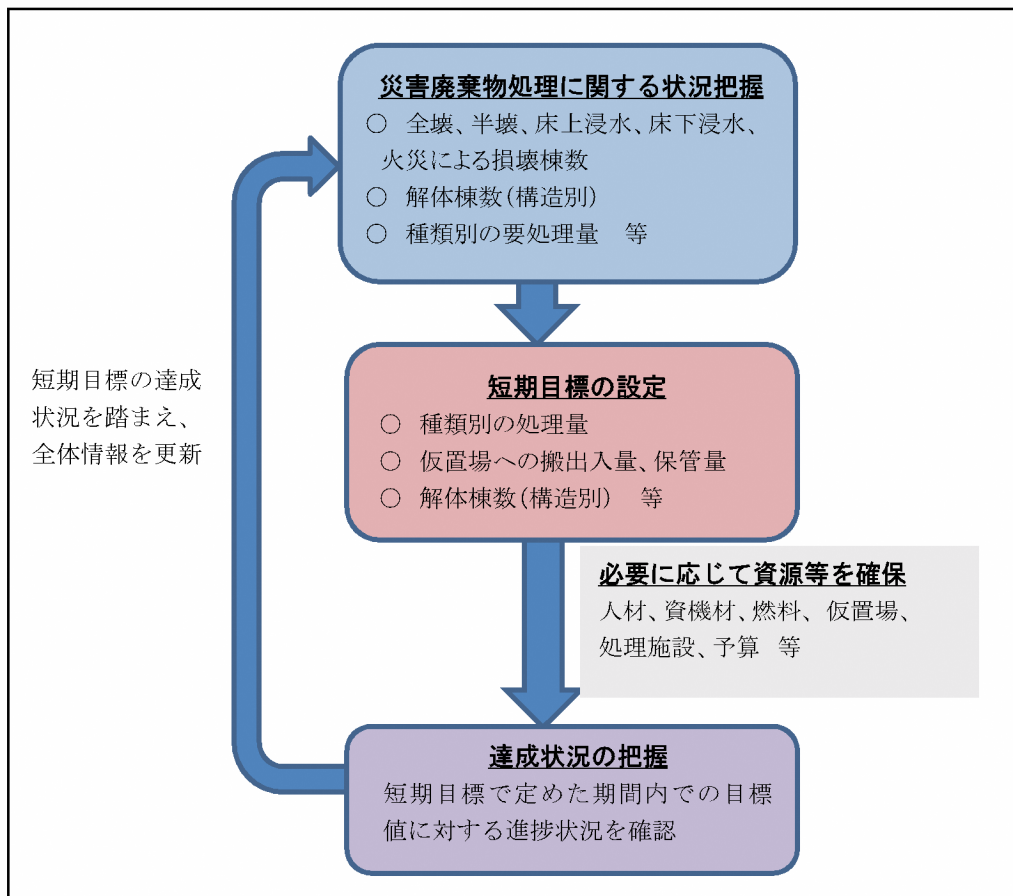 災害廃棄物処理に関する状況把握
○　全壊、半壊、床上浸水、床下浸水、
火災による損壊棟数
○　解体棟数(構造別)
○　種類別の要処理量　等
短期目標の設定
○　種類別の処理量
○　仮置場への搬出入量、保管量
○　解体棟数(構造別)　等
短期目標の達成
状況を踏まえ、
全体情報を更新
必要に応じて資源等を確保
人材、資機材、燃料、仮置場、
処理施設、予算　等
達成状況の把握
短期目標で定めた期間内での目標
値に対する進捗状況を確認